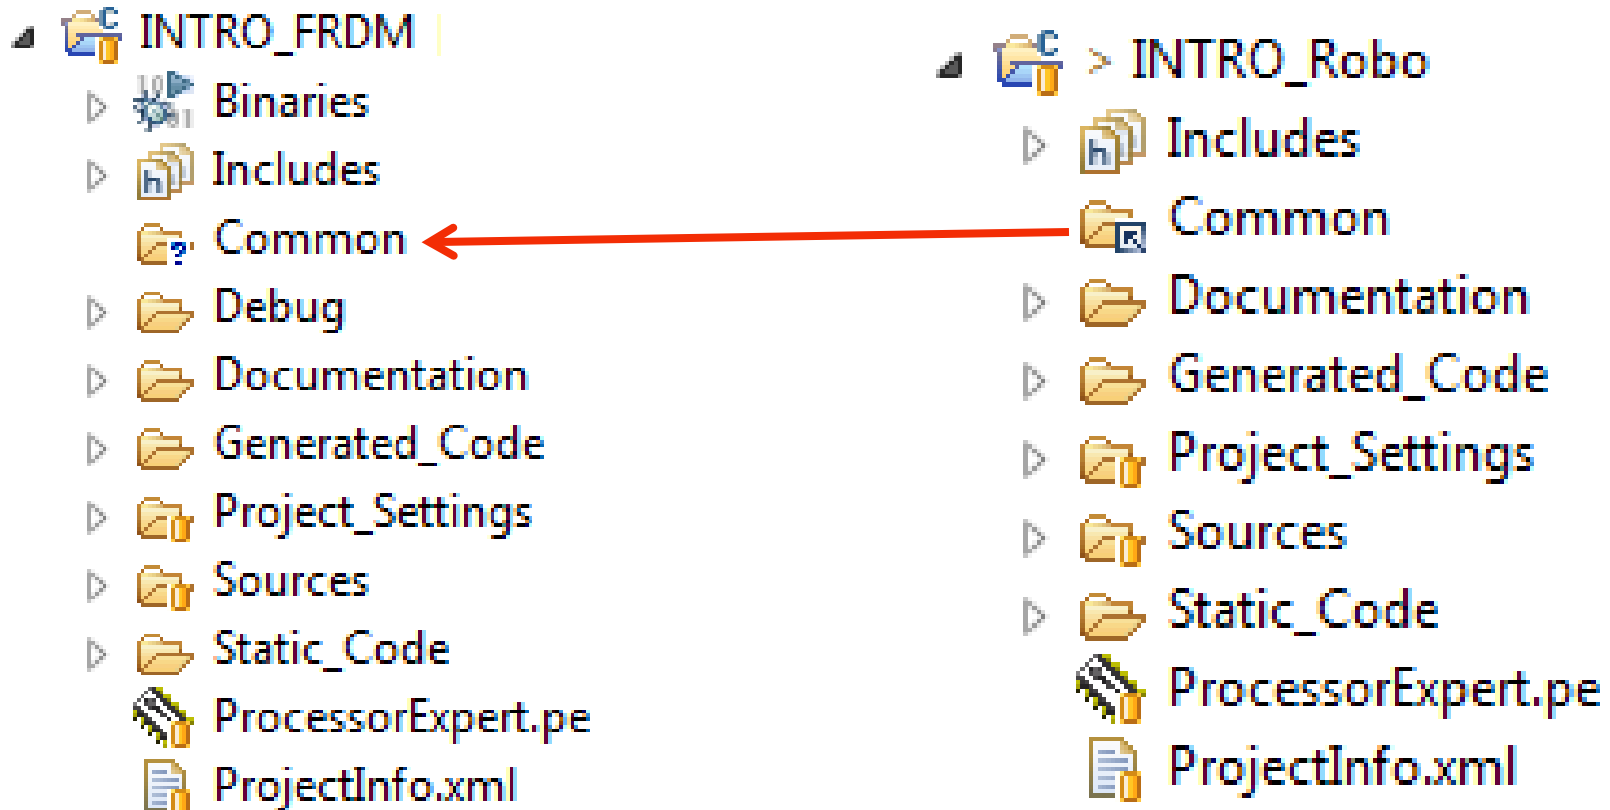 INTRO_FRDM
Binaries
Includes
Common
Debug
Documentation
Generated_Code
Project_Settings
Sources
Static_Code
ProcessorExpert.pe
ProjectInfo.xml
> INTRO_Robo
Includes
Common
Documentation
Generated_Code
Project_Settings
Sources
Static_Code
ProcessorExpert.pe
ProjectInfo.xml